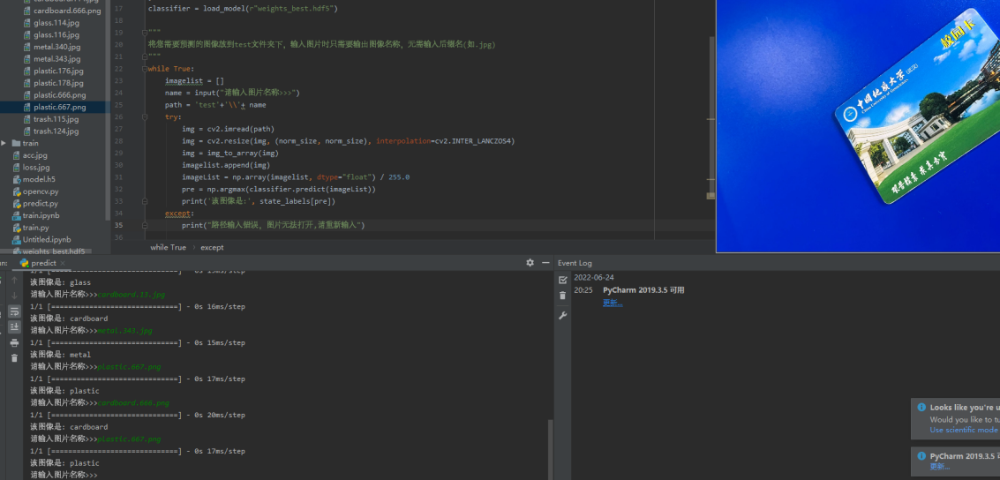 cardboard.666.png
glass.114.jpg
glass.116.jpg
metal.340.jpg
metal.343.jpg
plastic.176.jpg
plastic.178.jpg
plastic.666.png
plastic.667.png
trash.115.jpg
trash.124.jpg
train
acc.jpg
loss.jpg
model.h5
opencv.py
predict.py
train.ipynb
train.py
Untitled.ipynb
weights_best.hdf5
17 classifier = load_model(r"weights_best.hdf5")
18
19 """
20 将您需要预测的图像放到test文件夹下, 输入图片时只需要输出图像名称, 无需输入后缀名(如.jpg)
21 """
22 while True:
23 imagelist = []
24 name = input("请输入图片名称>>>")
25 path = 'test'+'\\'+ name
26 try:
27 img = cv2.imread(path)
28 img = cv2.resize(img, (norm_size, norm_size), interpolation=cv2.INTER_LANCZOS4)
29 img = img_to_array(img)
30 imagelist.append(img)
31 imageList = np.array(imagelist, dtype="float") / 255.0
32 pre = np.argmax(classifier.predict(imageList))
33 print('该图像是:', state_labels[pre])
34 except:
35 print("路径输入错误, 图片无法打开,请重新输入")
36
while True › except
校园卡
中国地质大学 (武汉)
China University of Geosciences
艰苦朴素 求真务实
predict ×
该图像是: glass
请输入图片名称>>>cardboard.13.jpg
1/1 [==============================] - 0s 16ms/step
该图像是: cardboard
请输入图片名称>>>metal.343.jpg
1/1 [==============================] - 0s 15ms/step
该图像是: metal
请输入图片名称>>>plastic.667.png
1/1 [==============================] - 0s 17ms/step
该图像是: plastic
请输入图片名称>>>cardboard.666.png
1/1 [==============================] - 0s 20ms/step
该图像是: cardboard
请输入图片名称>>>plastic.667.png
1/1 [==============================] - 0s 17ms/step
该图像是: plastic
请输入图片名称>>>
Event Log
2022-06-24
20:25 PyCharm 2019.3.5 可用
更新...
Looks like you're u
Would you like to tu
Use scientific mode
PyCharm 2019.3.5 可
更新...